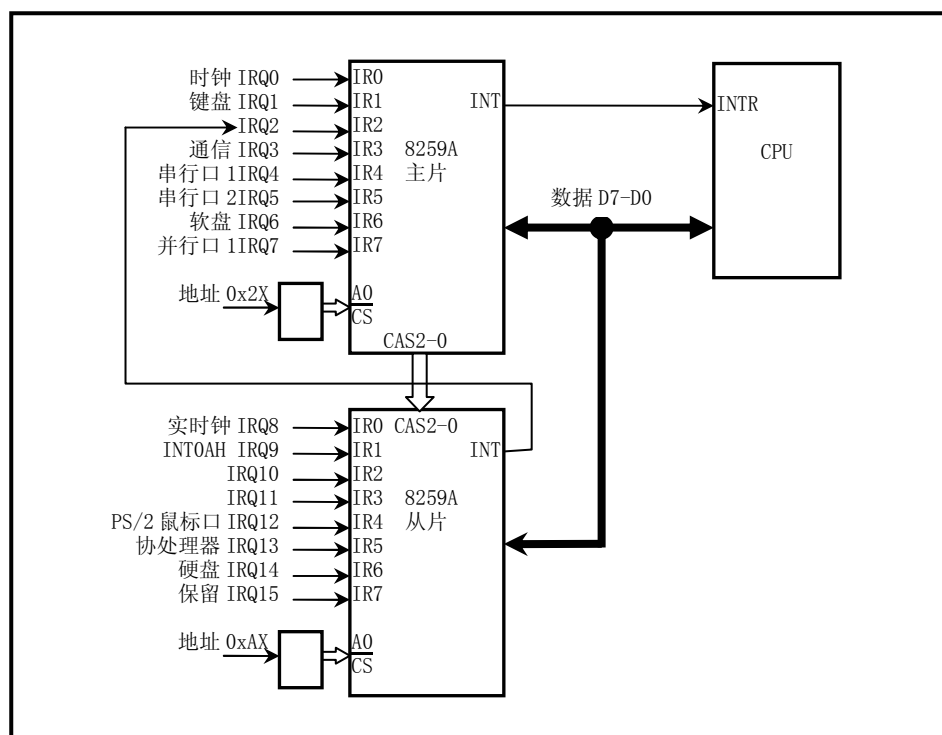 时钟 IRQ0
键盘 IRQ1
IRQ2
通信 IRQ3
串行口 1IRQ4
串行口 2IRQ5
软盘 IRQ6
并行口 1IRQ7
地址 0x2X
IR0
IR1
IR2
IR3
IR4
IR5
IR6
IR7
A0
CS
INT
8259A
主片
CAS2-0
INTR
CPU
数据 D7-D0
实时钟 IRQ8
INT0AH IRQ9
IRQ10
IRQ11
PS/2 鼠标口 IRQ12
协处理器 IRQ13
硬盘 IRQ14
保留 IRQ15
地址 0xAX
IR0 CAS2-0
IR1
IR2
IR3
IR4
IR5
IR6
IR7
A0
CS
INT
8259A
从片